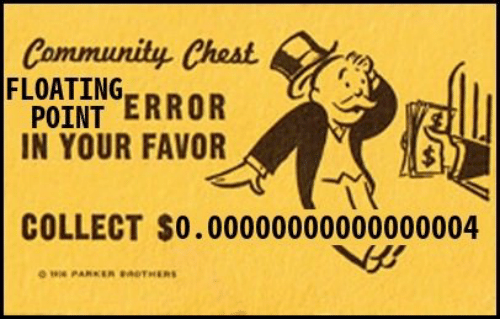 Community Chest
FLOATING
POINT ERROR
IN YOUR FAVOR
$
$
COLLECT $0.00000000000000004
© 1936 PARKER BROTHERS